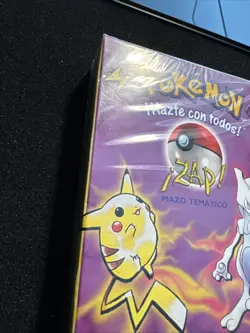 POKéMON
¡Hazte con todos!
¡ZAP!
MAZO TEMÁTICO